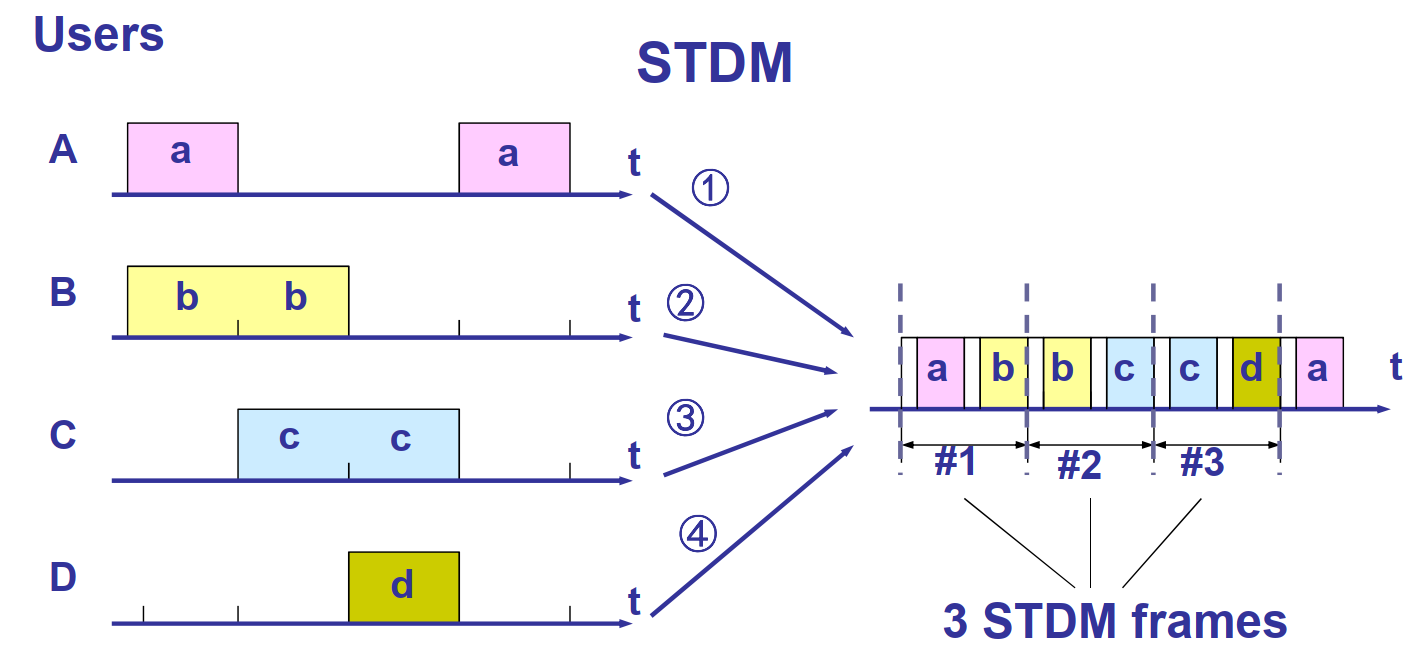 Users
STDM
A a a t ①
B b b t ②
C c c t ③
D d t ④
a b b c c d a t
#1 #2 #3
3 STDM frames